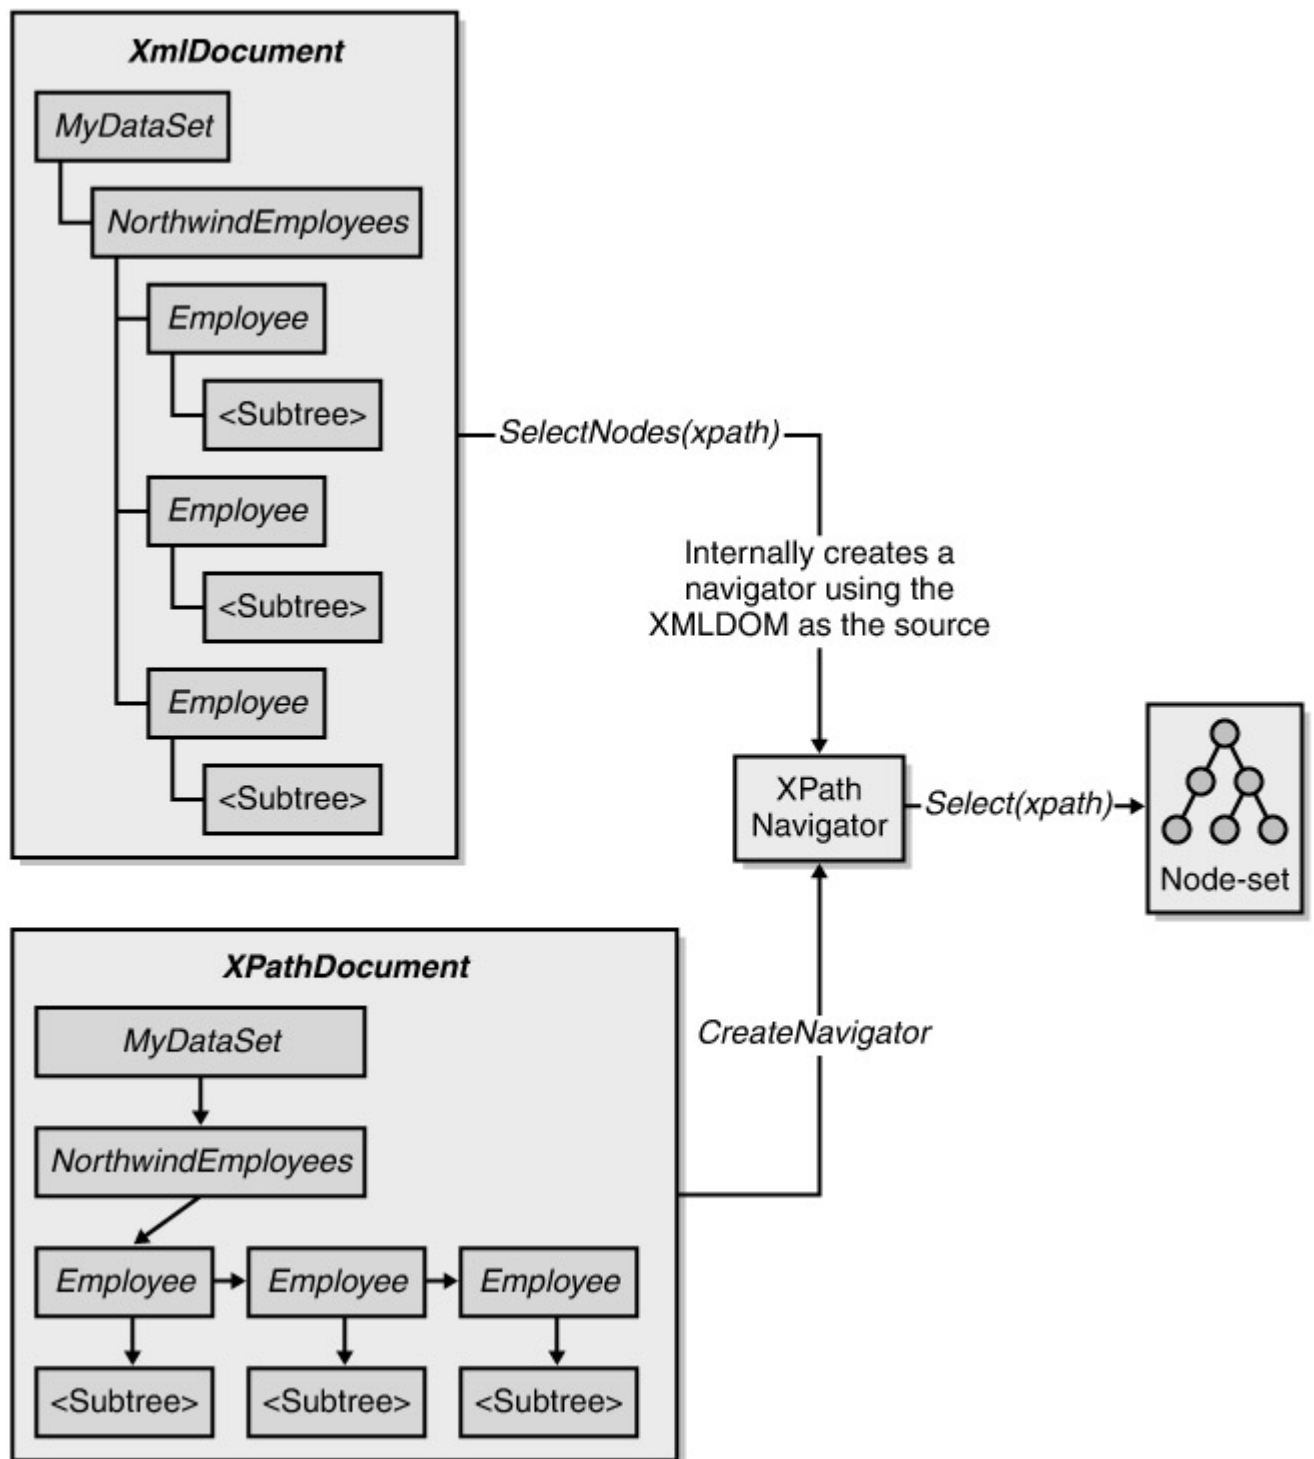 XmlDocument
MyDataSet
NorthwindEmployees
Employee
<Subtree>
Employee
<Subtree>
Employee
<Subtree>
SelectNodes(xpath)
Internally creates a
navigator using the
XMLDOM as the source
XPath
Navigator
Select(xpath)
Node-set
XPathDocument
MyDataSet
NorthwindEmployees
Employee Employee Employee
<Subtree> <Subtree> <Subtree>
CreateNavigator